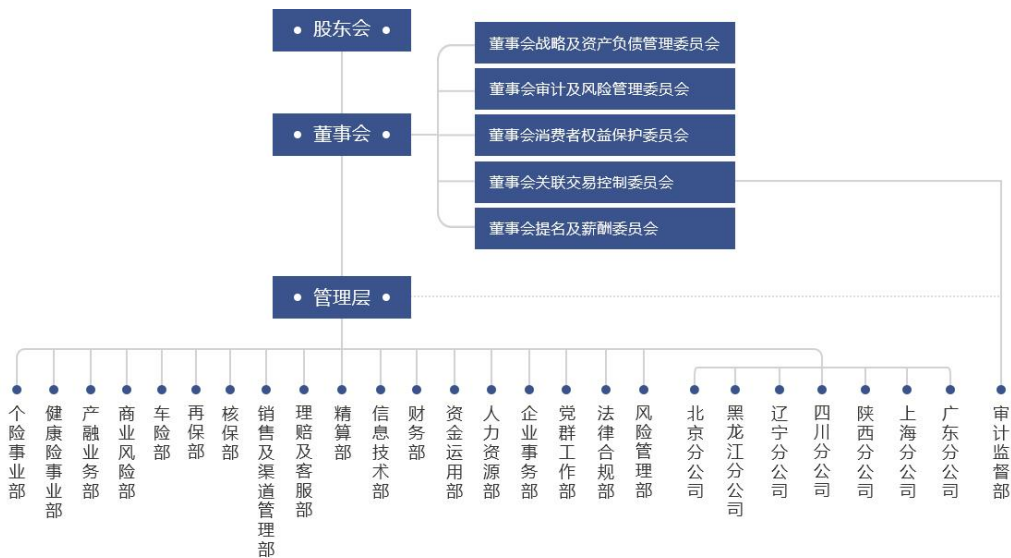 股东会
董事会战略及资产负债管理委员会
董事会审计及风险管理委员会
董事会
董事会消费者权益保护委员会
董事会关联交易控制委员会
董事会提名及薪酬委员会
管理层
个险事业部
健康险事业部
产融业务部
商业风险部
车险部
再保部
核保部
销售及渠道管理部
理赔及客服部
精算部
信息技术部
财务部
资金运用部
人力资源部
企业事务部
党群工作部
法律合规部
风险管理部
北京分公司
黑龙江分公司
辽宁分公司
四川分公司
陕西分公司
上海分公司
广东分公司
审计监督部